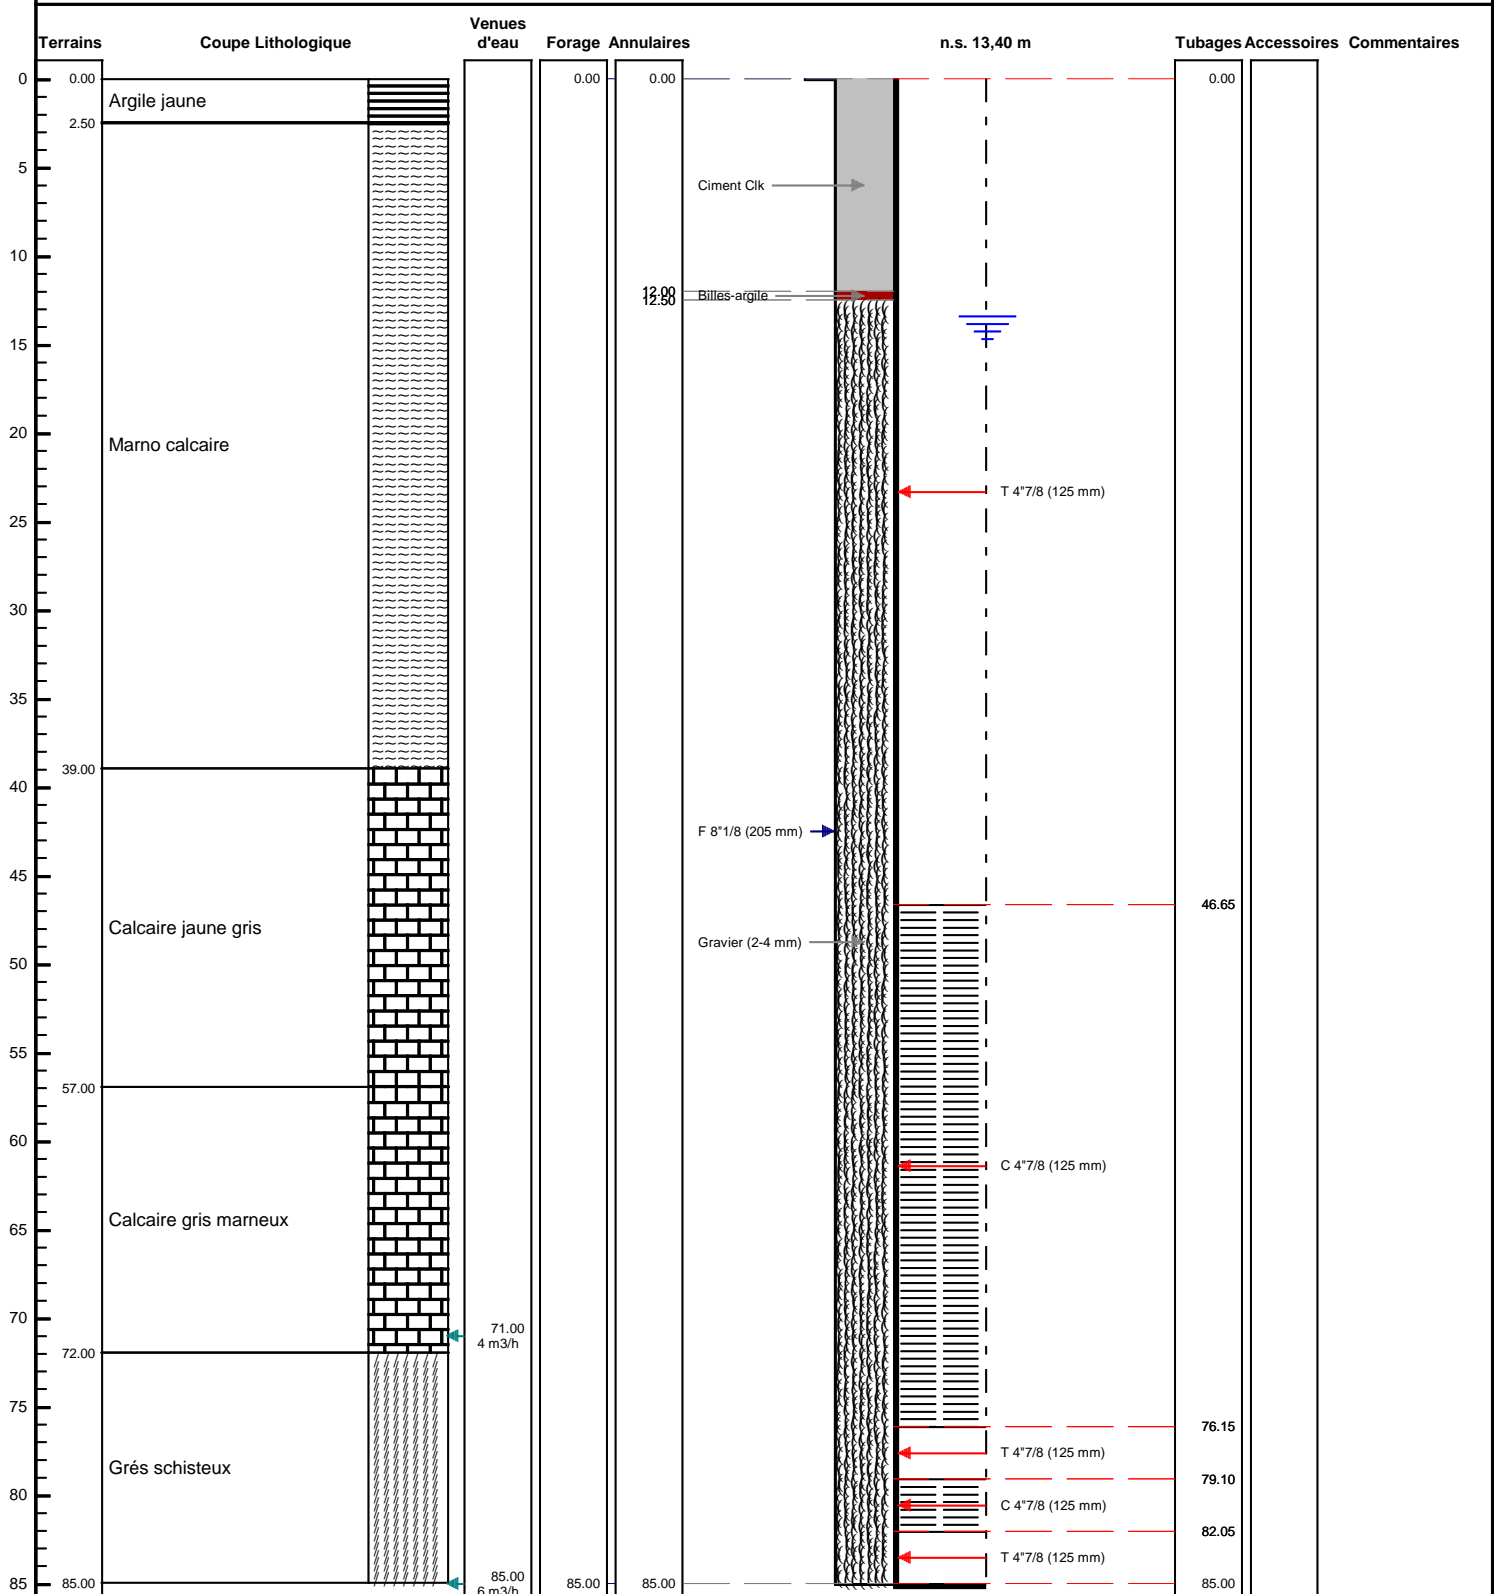 Terrains Coupe Lithologique Venues d'eau Forage Annulaires n.s. 13,40 m Tubages Accessoires Commentaires
0 0.00 0.00 0.00 0.00
Argile jaune
2.50
5
Ciment Clk
10
12.00
Billes-argile
12.50
15
20
Marno calcaire
T 4"7/8 (125 mm)
25
30
35
39.00
40
F 8"1/8 (205 mm)
45
46.65
Calcaire jaune gris
Gravier (2-4 mm)
50
55
57.00
60
C 4"7/8 (125 mm)
Calcaire gris marneux
65
70
71.00
4 m3/h
72.00
75
76.15
T 4"7/8 (125 mm)
Grés schisteux
79.10
80
C 4"7/8 (125 mm)
82.05
T 4"7/8 (125 mm)
85 85.00 85.00 85.00 85.00 85.00
6 m3/h